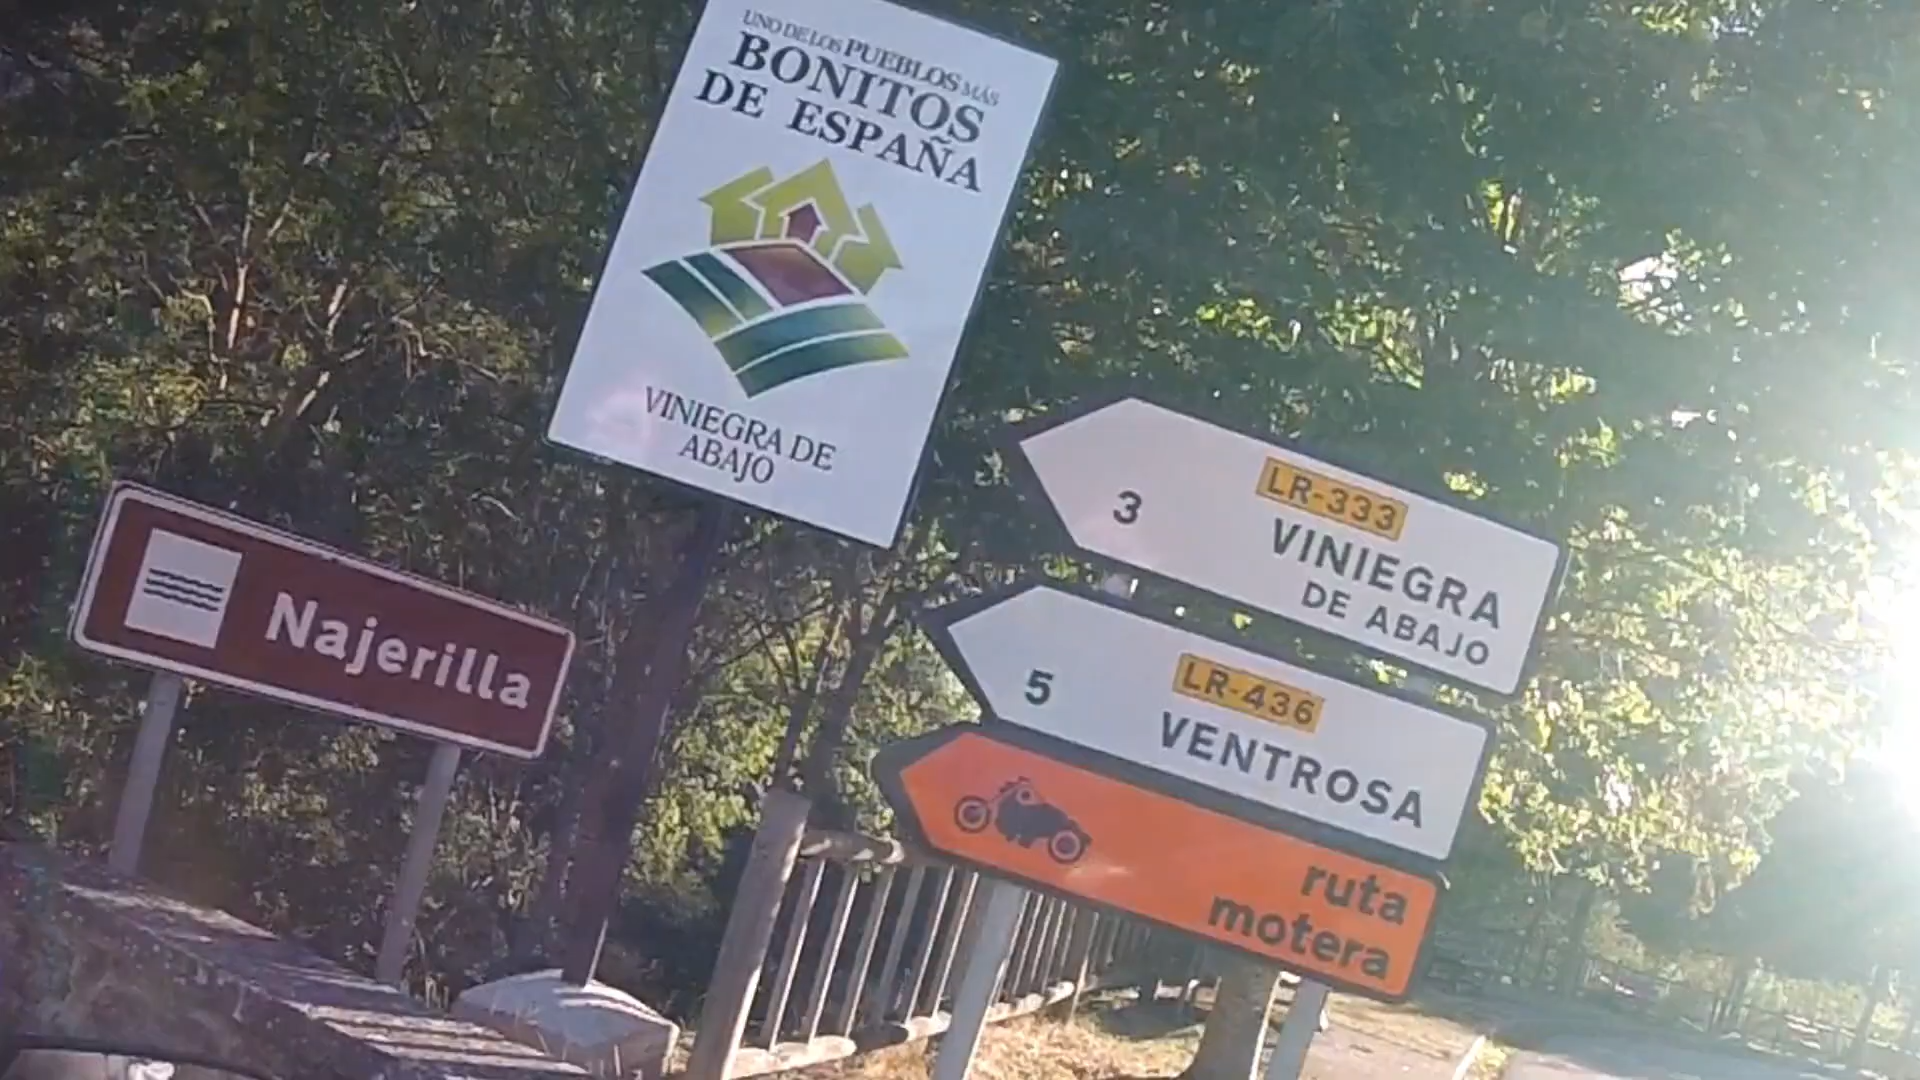 UNO DE LOS PUEBLOS MÁS
BONITOS
DE ESPAÑA
VINIEGRA DE
ABAJO
Najerilla
LR-333
3 VINIEGRA
DE ABAJO
LR-436
5 VENTROSA
ruta
motera